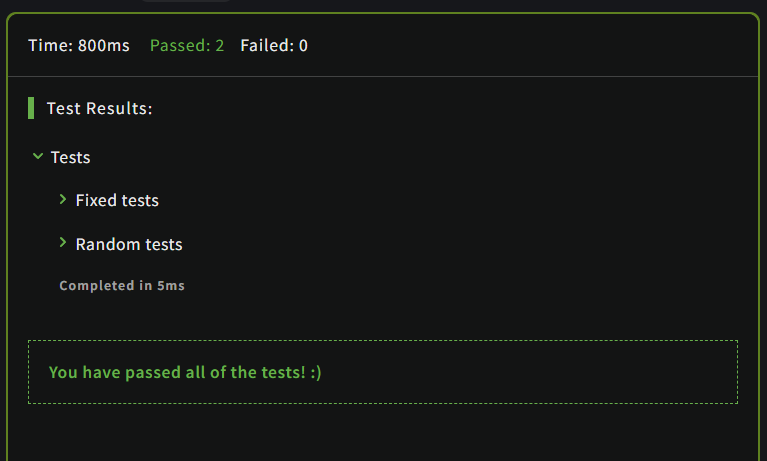 Time: 800ms Passed: 2 Failed: 0
Test Results:
Tests
Fixed tests
Random tests
Completed in 5ms
You have passed all of the tests! :)